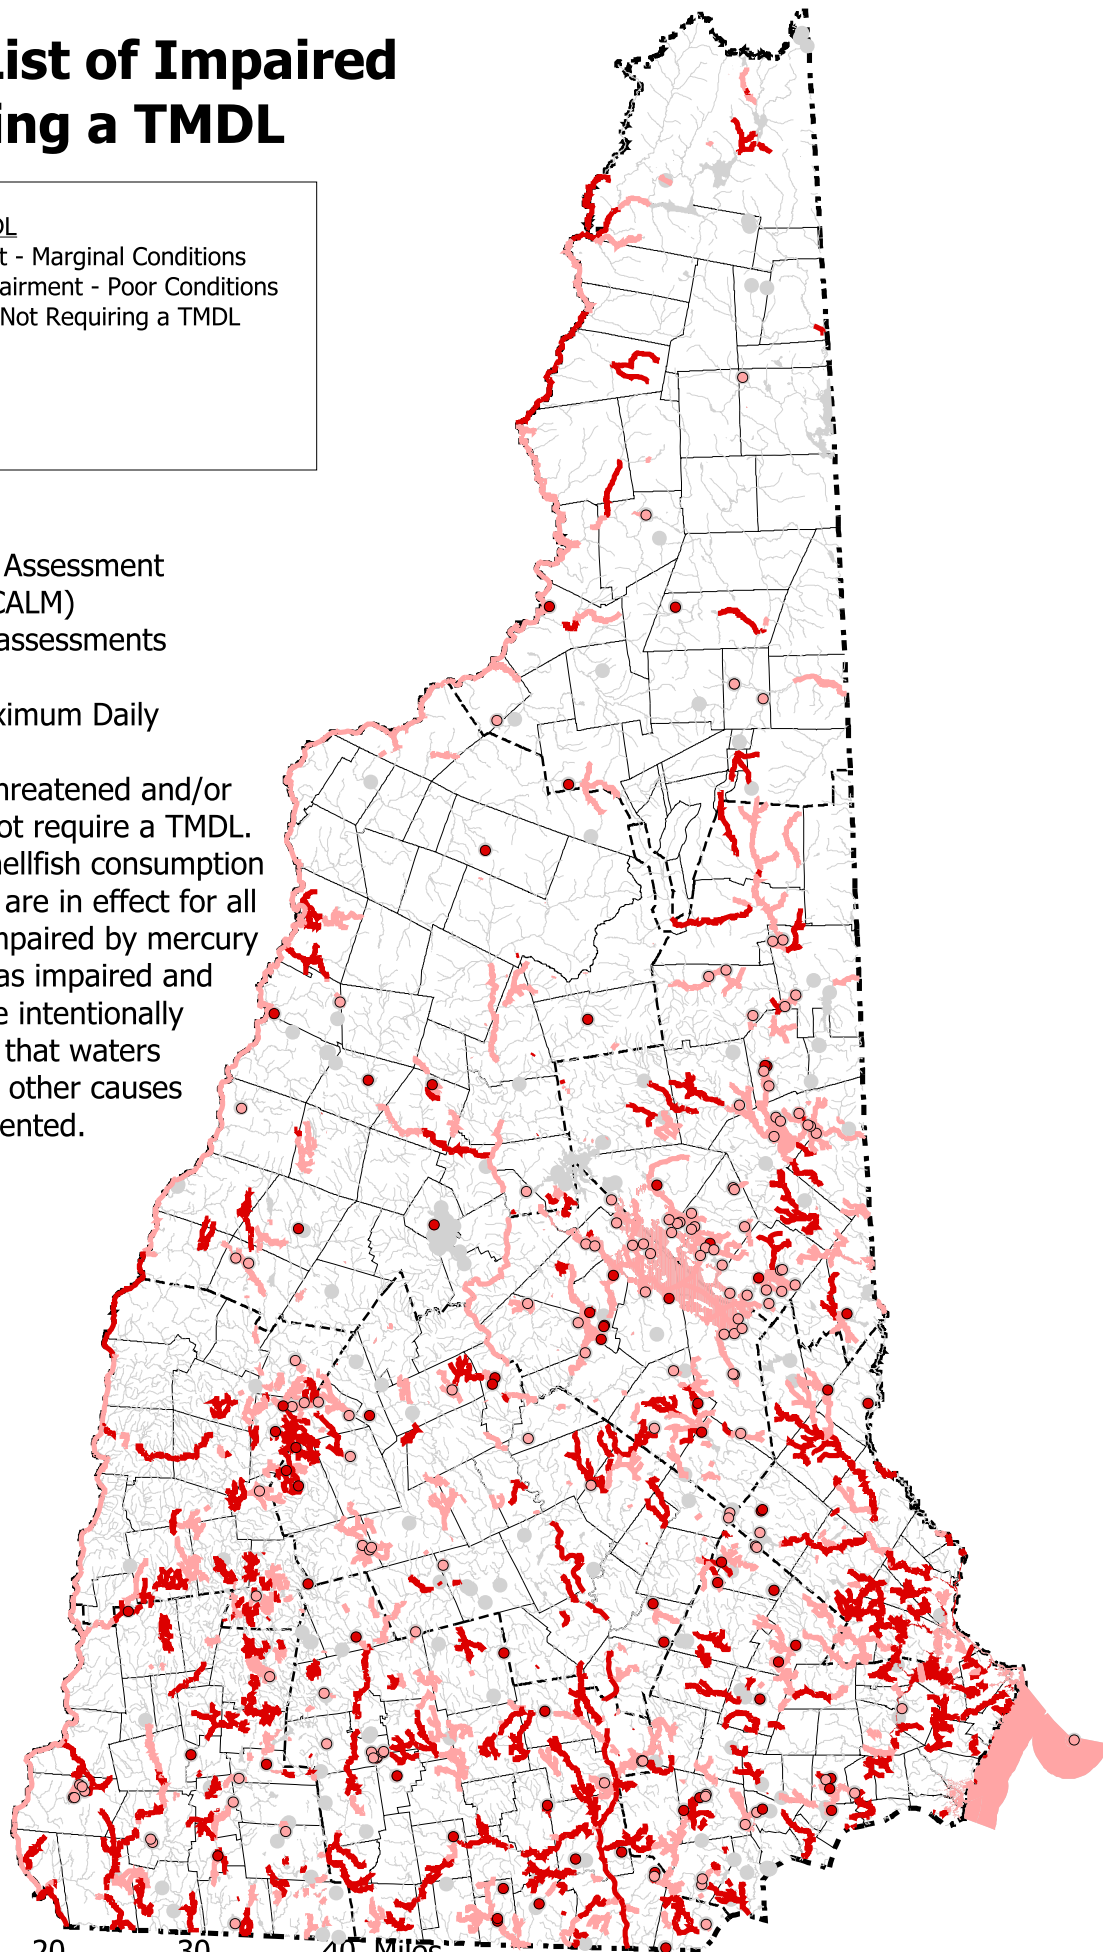 List of Impaired
ing a TMDL
DL
t - Marginal Conditions
airment - Poor Conditions
Not Requiring a TMDL
Assessment
CALM)
assessments
ximum Daily
hreatened and/or
ot require a TMDL.
hellfish consumption
are in effect for all
mpaired by mercury
as impaired and
e intentionally
that waters
other causes
ented.
20 30 40 Miles